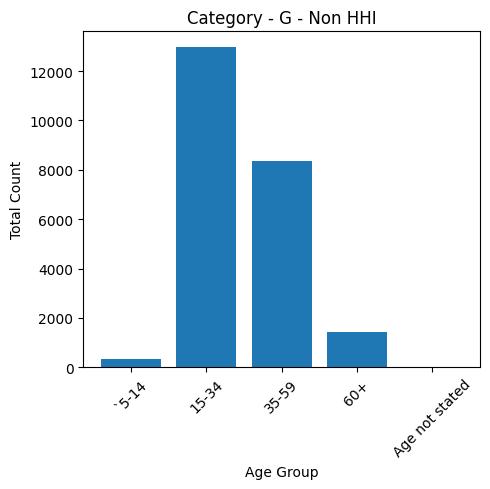 Category - G - Non HHI
Total Count
12000
10000
8000
6000
4000
2000
0
`5-14
15-34
35-59
60+
Age not stated
Age Group